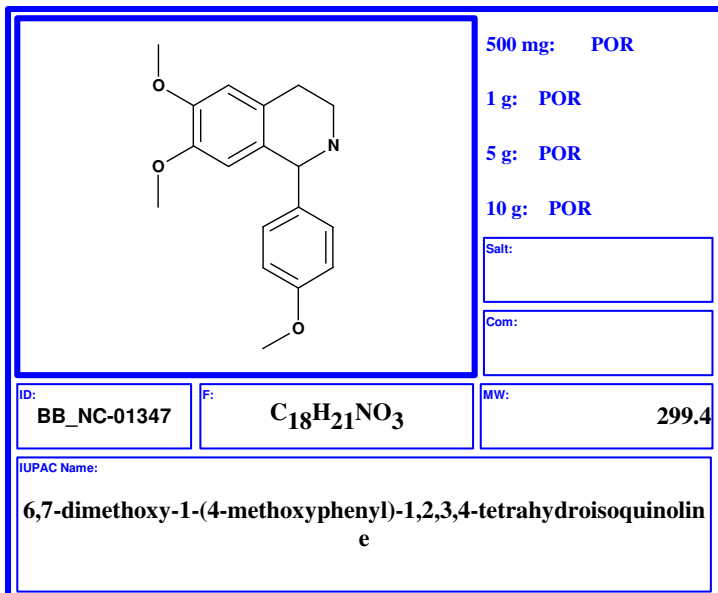 500 mg: POR
1 g: POR
5 g: POR
10 g: POR
O
O
N
O
Salt:
Com:
ID:
BB_NC-01347
F:
C18H21NO3
MW:
299.4
IUPAC Name:
6,7-dimethoxy-1-(4-methoxyphenyl)-1,2,3,4-tetrahydroisoquinolin
e